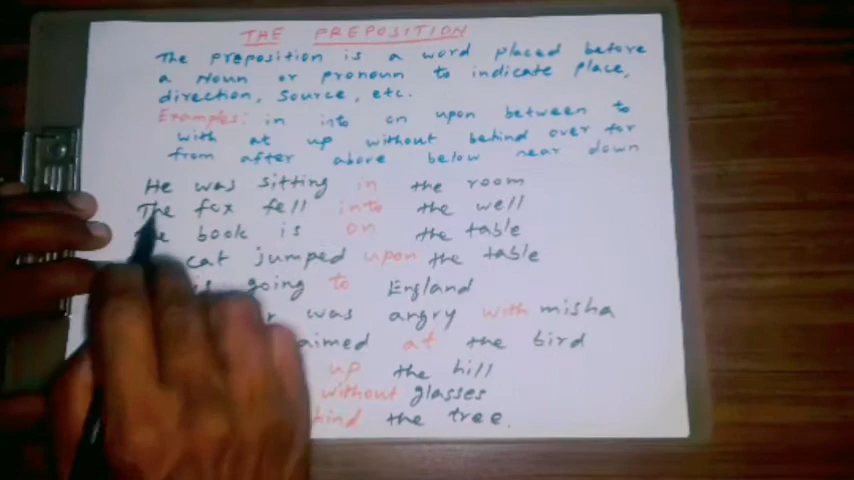 THE PREPOSITION
The preposition is a word placed before
a Noun or pronoun to indicate place,
direction, source, etc.
Examples: in into on upon between to
with at up without behind over for
from after above below near down
He was sitting in the room
The fox fell into the well
book is on the table
cat jumped upon the table
is going to England
was angry with misha
aimed at the bird
up the hill
without glasses
the tree.